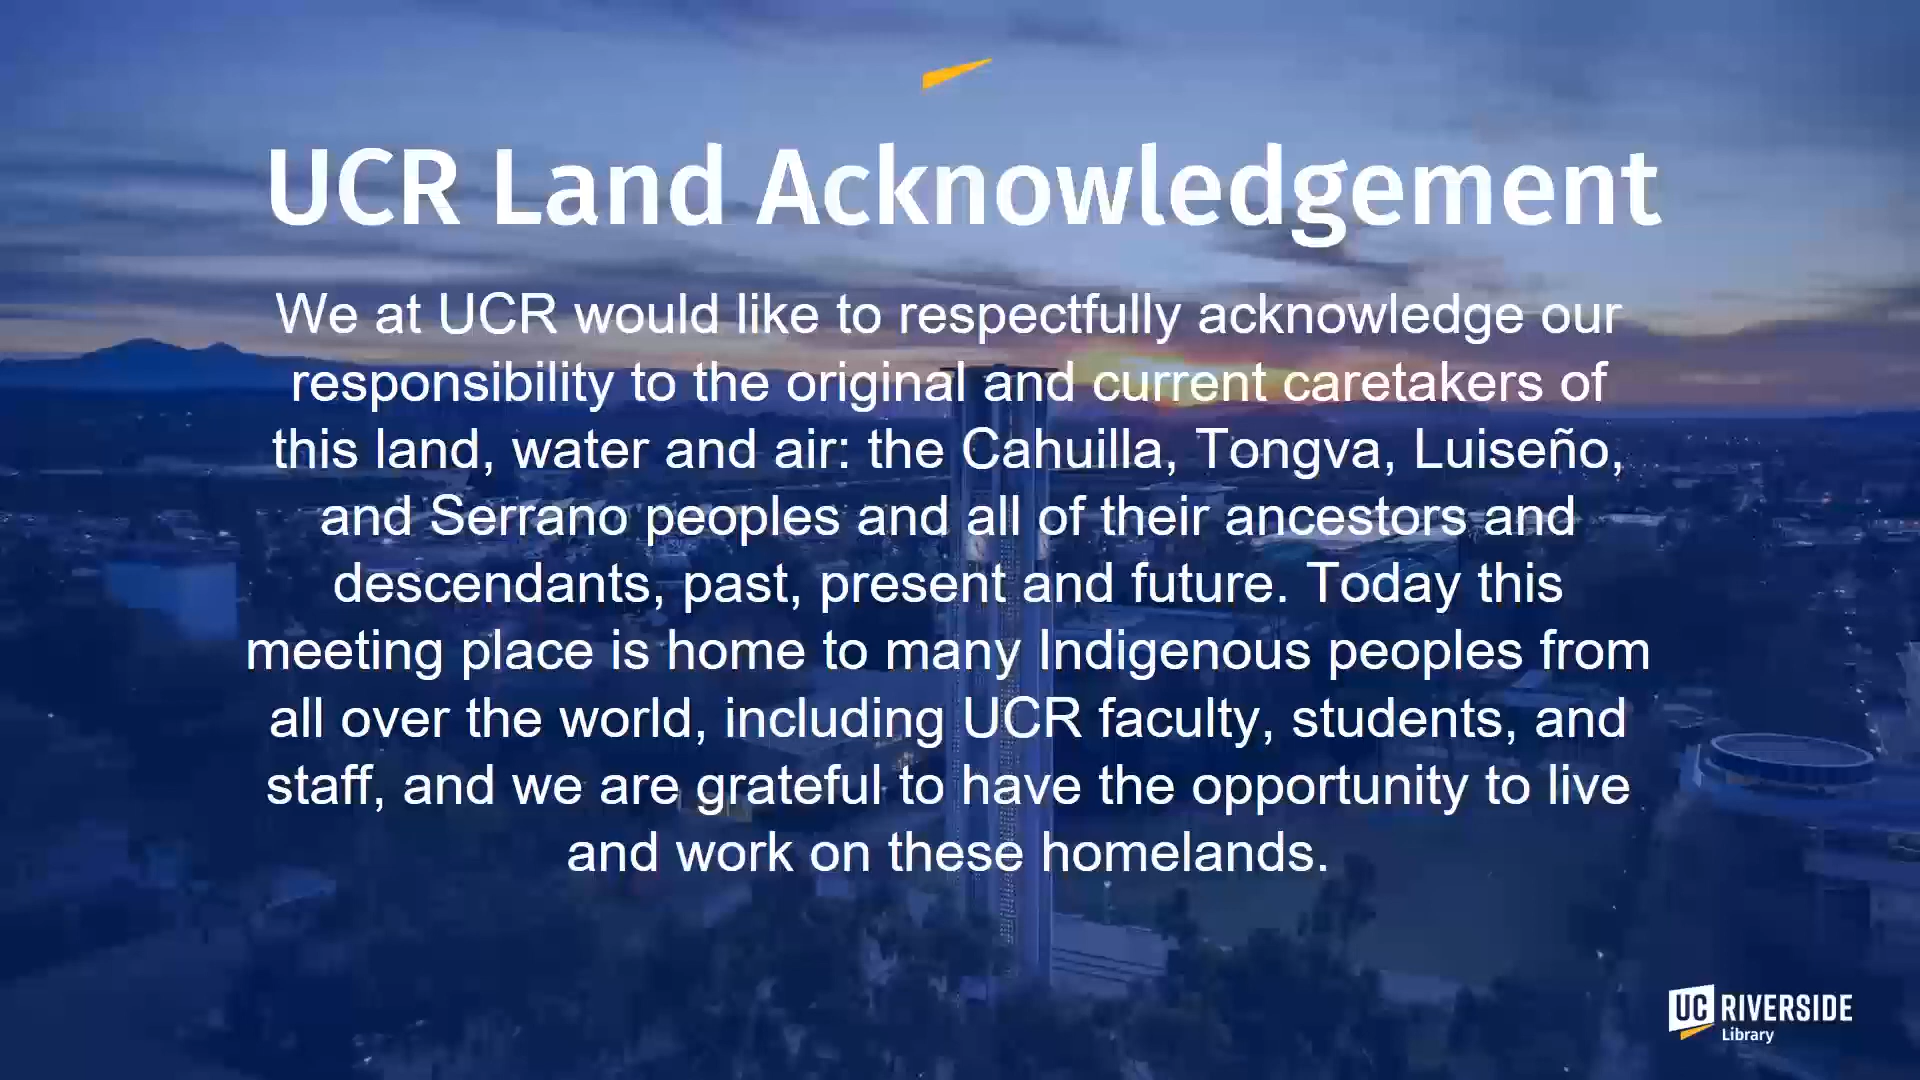 UCR Land Acknowledgement
We at UCR would like to respectfully acknowledge our
responsibility to the original and current caretakers of
this land, water and air: the Cahuilla, Tongva, Luiseño,
and Serrano peoples and all of their ancestors and
descendants, past, present and future. Today this
meeting place is home to many Indigenous peoples from
all over the world, including UCR faculty, students, and
staff, and we are grateful to have the opportunity to live
and work on these homelands.
UC RIVERSIDE
Library